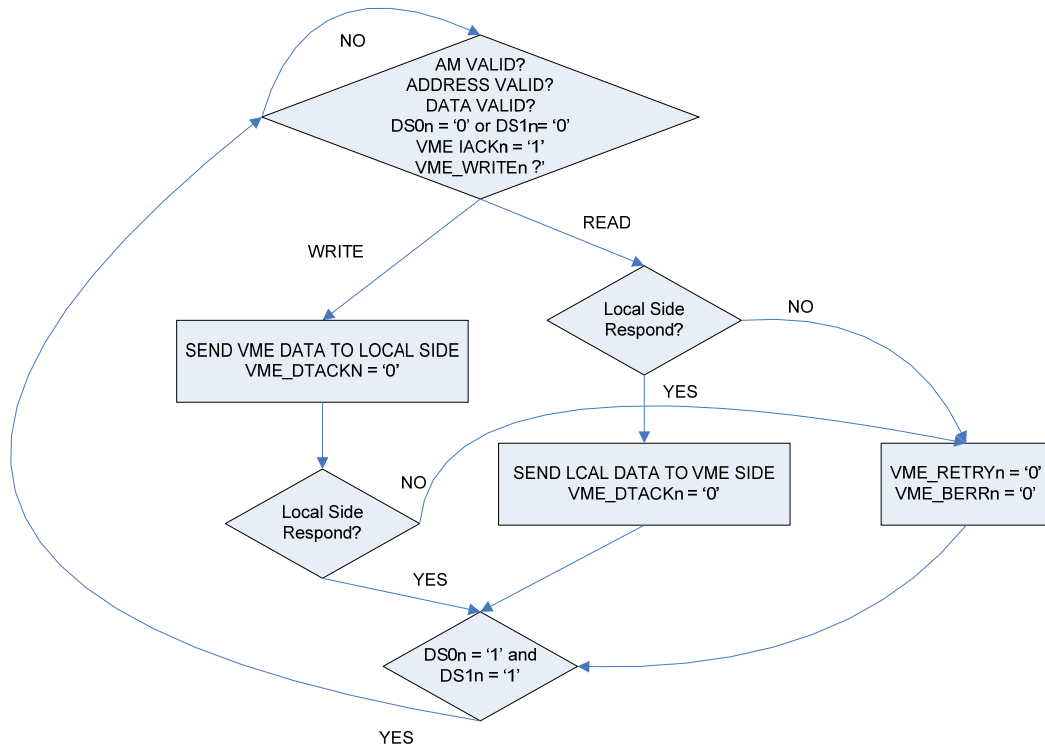 NO
AM VALID?
ADDRESS VALID?
DATA VALID?
DS0n = ‘0’ or DS1n= ‘0’
VME IACKn = ‘1’
VME_WRITEn ?’
READ
WRITE
Local Side
Respond?
NO
SEND VME DATA TO LOCAL SIDE
VME_DTACKN = ‘0’
YES
SEND LCAL DATA TO VME SIDE
VME_DTACKn = ‘0’
VME_RETRYn = ‘0’
VME_BERRn = ‘0’
NO
Local Side
Respond?
YES
DS0n = ‘1’ and
DS1n = ‘1’
YES